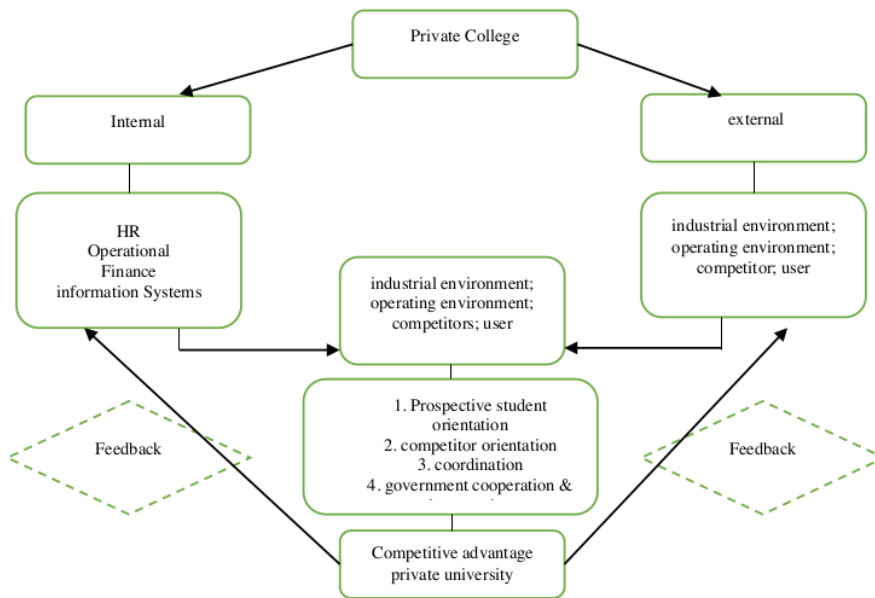 Private College
Internal
external
HR
Operational
Finance
information Systems
industrial environment;
operating environment;
competitor; user
industrial environment;
operating environment;
competitors; user
1. Prospective student
orientation
2. competitor orientation
3. coordination
4. government cooperation &
Feedback
Feedback
Competitive advantage
private university